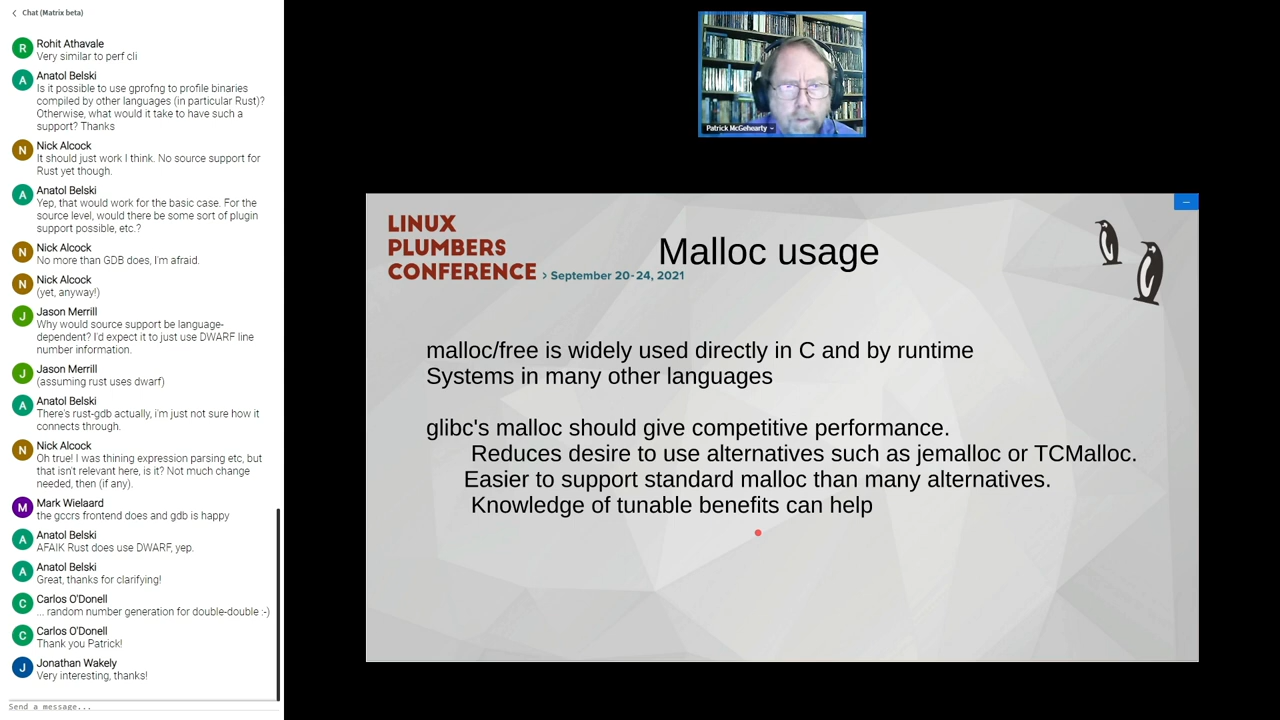 Chat (Matrix beta)
R
Rohit Athavale
Very similar to perf cli
A
Anatol Belski
Is it possible to use gprofng to profile binaries
compiled by other languages (in particular Rust)?
Otherwise, what would it take to have such a
support? Thanks
N
Nick Alcock
It should just work I think. No source support for
Rust yet though.
A
Anatol Belski
Yep, that would work for the basic case. For the
source level, would there be some sort of plugin
support possible, etc.?
N
Nick Alcock
No more than GDB does, I'm afraid.
N
Nick Alcock
(yet, anyway!)
J
Jason Merrill
Why would source support be language-
dependent? I'd expect it to just use DWARF line
number information.
J
Jason Merrill
(assuming rust uses dwarf)
A
Anatol Belski
There's rust-gdb actually, i'm just not sure how it
connects through.
N
Nick Alcock
Oh true! I was thining expression parsing etc, but
that isn't relevant here, is it? Not much change
needed, then (if any).
M
Mark Wielaard
the gccrs frontend does and gdb is happy
A
Anatol Belski
AFAIK Rust does use DWARF, yep.
A
Anatol Belski
Great, thanks for clarifying!
C
Carlos O'Donell
... random number generation for double-double :-)
C
Carlos O'Donell
Thank you Patrick!
J
Jonathan Wakely
Very interesting, thanks!
Send a message...
Patrick McGehearty
LINUX
PLUMBERS
CONFERENCE > September 20-24, 2021
Malloc usage
malloc/free is widely used directly in C and by runtime
Systems in many other languages
glibc's malloc should give competitive performance.
Reduces desire to use alternatives such as jemalloc or TCMalloc.
Easier to support standard malloc than many alternatives.
Knowledge of tunable benefits can help